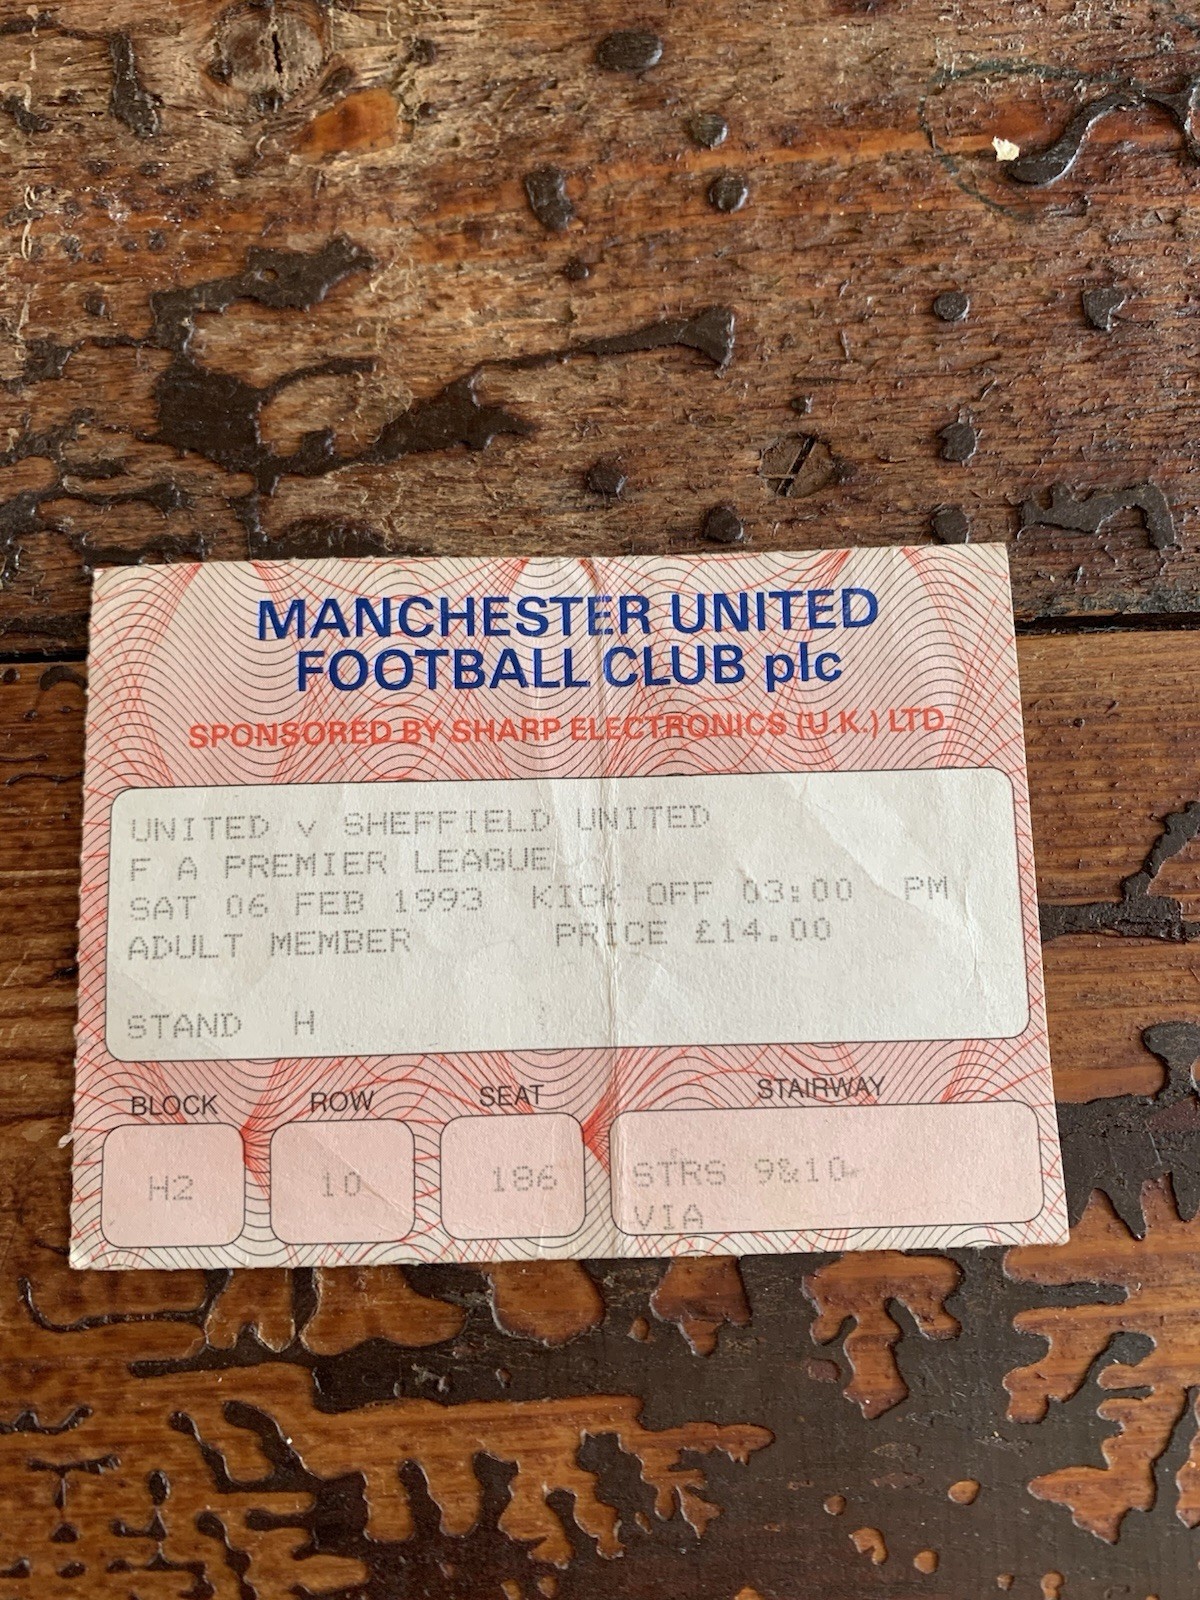 MANCHESTER UNITED
FOOTBALL CLUB plc
SPONSORED BY SHARP ELECTRONICS (U.K.) LTD.
UNITED v SHEFFIELD UNITED
F A PREMIER LEAGUE
SAT 06 FEB 1993 KICK OFF 03:00 PM
ADULT MEMBER PRICE £14.00
STAND H
BLOCK ROW SEAT STAIRWAY
H2 10 186 STRS 9&10
VIA